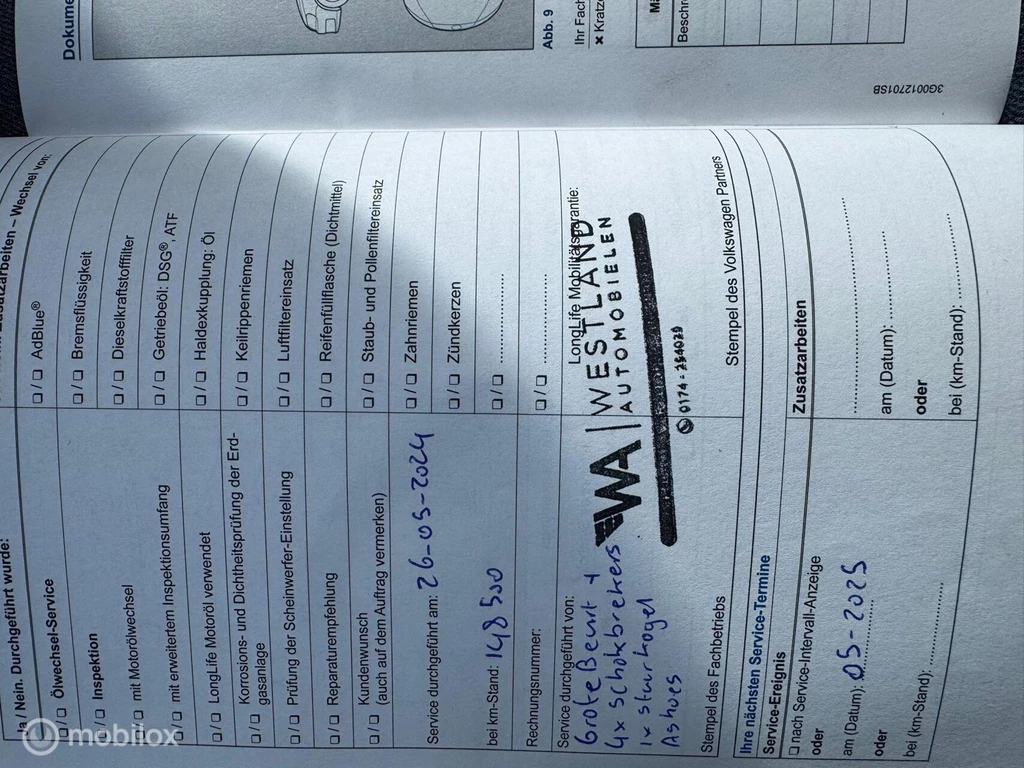 Dokume
Abb. 9
Ihr Fach
× Kratze
Beschr
3G0012701SB
Ja / Nein. Durchgeführt wurde:
Zusatzarbeiten – Wechsel von:
☐/☐ Ölwechsel-Service
☐/☐ Inspektion
☐/☐ mit Motorölwechsel
☐/☐ mit erweitertem Inspektionsumfang
☐/☐ LongLife Motoröl verwendet
☐/☐ Korrosions- und Dichtheitsprüfung der Erd-
gasanlage
☐/☐ Prüfung der Scheinwerfer-Einstellung
☐/☐ Reparaturempfehlung
☐/☐ Kundenwunsch
(auch auf dem Auftrag vermerken)
☐/☐ AdBlue®
☐/☐ Bremsflüssigkeit
☐/☐ Dieselkraftstofffilter
☐/☐ Getriebeöl: DSG®, ATF
☐/☐ Haldexkupplung: Öl
☐/☐ Keilrippenriemen
☐/☐ Luftfiltereinsatz
☐/☐ Reifenfüllflasche (Dichtmittel)
☐/☐ Staub- und Pollenfiltereinsatz
☐/☐ Zahnriemen
☐/☐ Zündkerzen
☐/☐ ....................
☐/☐ ....................
Service durchgeführt am: 26-05-2024
bei km-Stand: 148 500
Rechnungsnummer:
Service durchgeführt von:
Grote Beurt +
4x schokbrekers
1x stuurkogel
Ashoes
Stempel des Fachbetriebs
LongLife Mobilitätsgarantie:
WA | WESTLAND
AUTOMOBIELEN
Stempel des Volkswagen Partners
Ihre nächsten Service-Termine
Service-Ereignis
☐ nach Service-Intervall-Anzeige
oder
am (Datum): 05-2025
oder
bei (km-Stand): ....................
Zusatzarbeiten
....................
am (Datum): ....................
oder
bei (km-Stand): ....................
mobilox